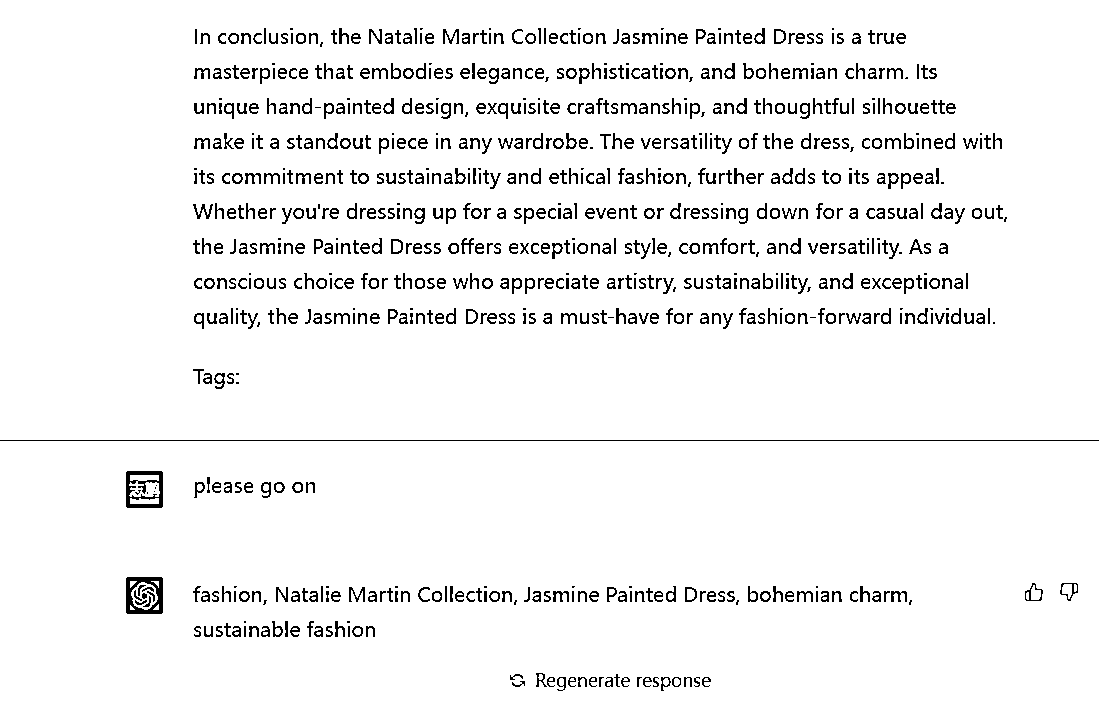 In conclusion, the Natalie Martin Collection Jasmine Painted Dress is a true
masterpiece that embodies elegance, sophistication, and bohemian charm. Its
unique hand-painted design, exquisite craftsmanship, and thoughtful silhouette
make it a standout piece in any wardrobe. The versatility of the dress, combined with
its commitment to sustainability and ethical fashion, further adds to its appeal.
Whether you're dressing up for a special event or dressing down for a casual day out,
the Jasmine Painted Dress offers exceptional style, comfort, and versatility. As a
conscious choice for those who appreciate artistry, sustainability, and exceptional
quality, the Jasmine Painted Dress is a must-have for any fashion-forward individual.
Tags:
please go on
fashion, Natalie Martin Collection, Jasmine Painted Dress, bohemian charm,
sustainable fashion
Regenerate response